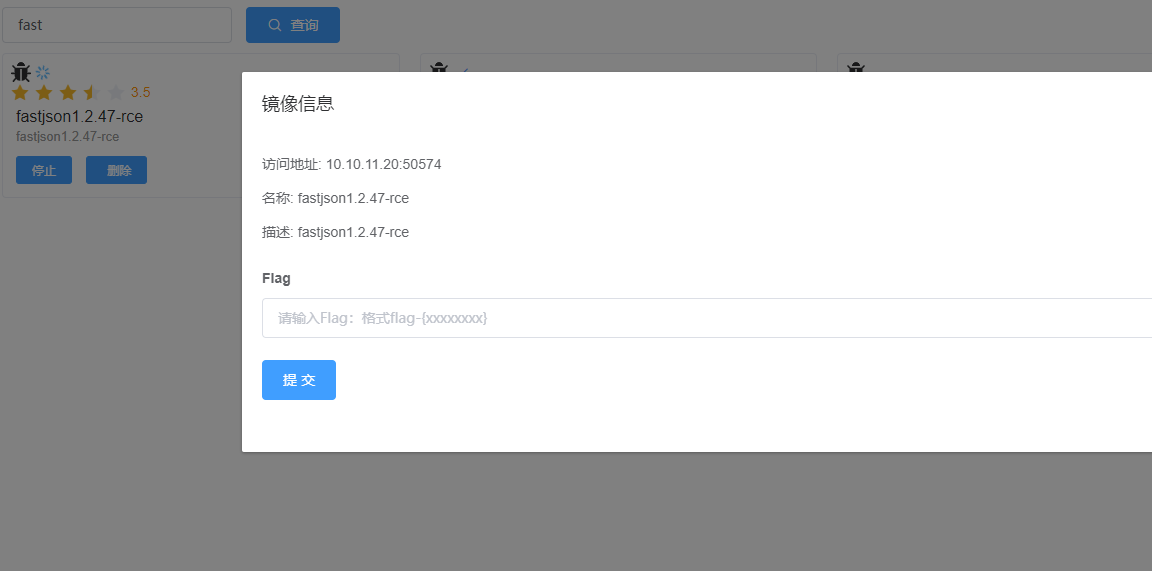 fast
查询
3.5
fastjson1.2.47-rce
fastjson1.2.47-rce
停止
删除
镜像信息
访问地址: 10.10.11.20:50574
名称: fastjson1.2.47-rce
描述: fastjson1.2.47-rce
Flag
请输入Flag：格式flag-{xxxxxxxx}
提 交